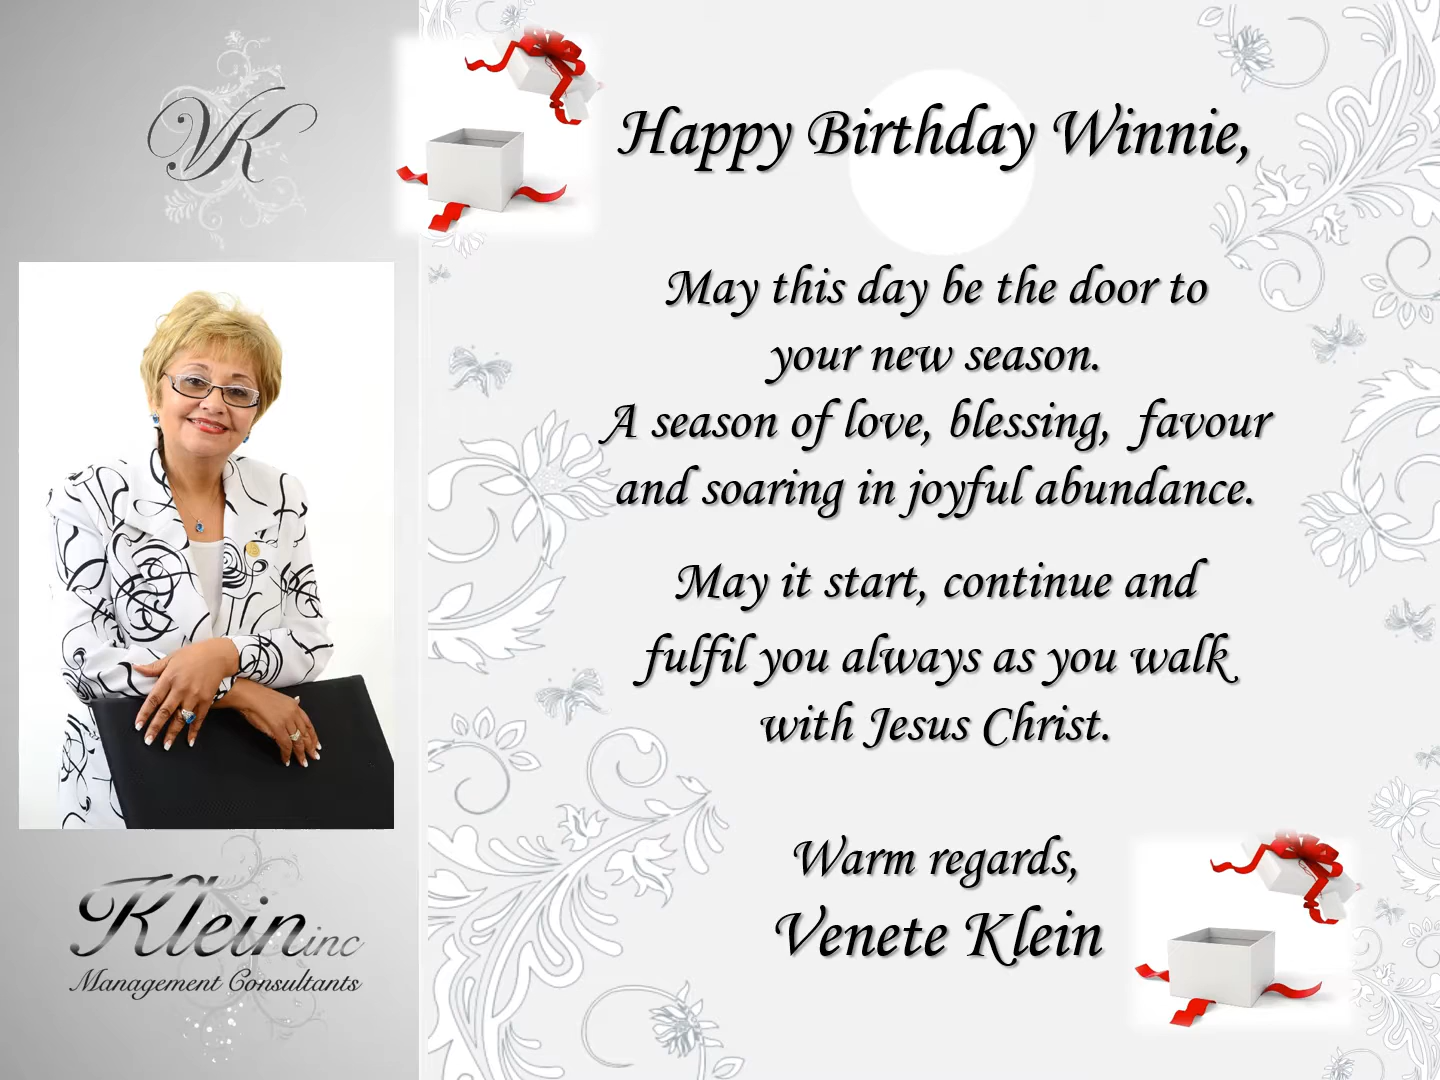 VK
Happy Birthday Winnie,
May this day be the door to
your new season.
A season of love, blessing, favour
and soaring in joyful abundance.
May it start, continue and
fulfil you always as you walk
with Jesus Christ.
Warm regards,
Venete Klein
Klein inc
Management Consultants